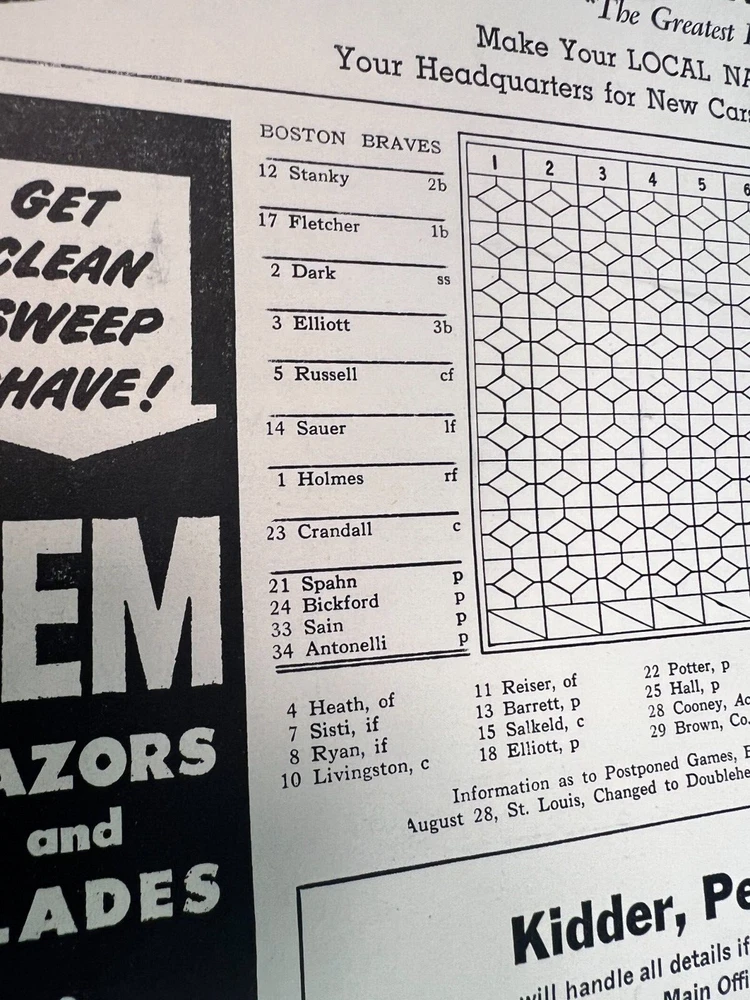 "The Greatest
Make Your LOCAL
Your Headquarters for New Cars
GET
CLEAN
SWEEP
SHAVE!
EM
AZORS
and
LADES
BOSTON BRAVES
12 Stanky 2b
17 Fletcher 1b
2 Dark ss
3 Elliott 3b
5 Russell cf
14 Sauer lf
1 Holmes rf
23 Crandall c
21 Spahn p
24 Bickford p
33 Sain p
34 Antonelli p
1 2 3 4 5 6
4 Heath, of
7 Sisti, if
8 Ryan, if
10 Livingston, c
11 Reiser, of
13 Barrett, p
15 Salkeld, c
18 Elliott, p
22 Potter, p
25 Hall, p
28 Cooney,
29 Brown, Co.
Information as to Postponed Games,
August 28, St. Louis, Changed to
Kidder,
will handle all details if
Main